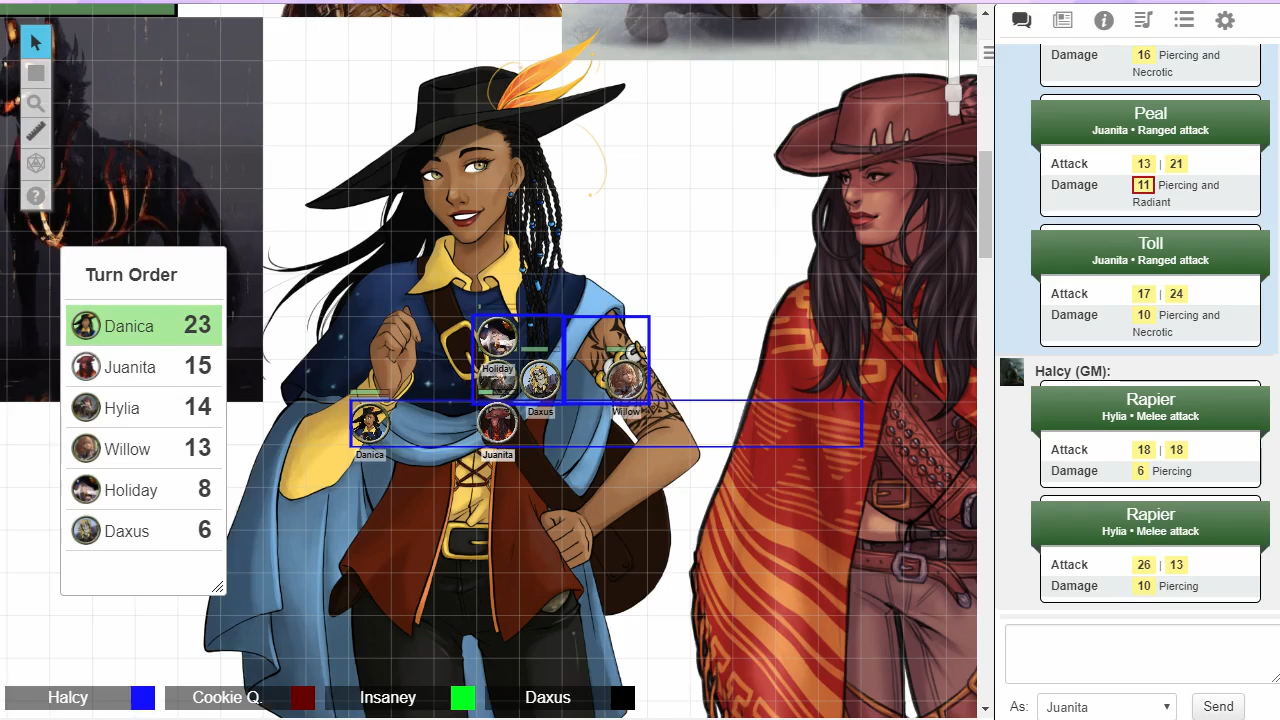 Turn Order
Danica 23
Juanita 15
Hylia 14
Willow 13
Holiday 8
Daxus 6
Holiday
Daxus
Willow
Danica
Juanita
Halcy
Cookie Q.
Insaney
Daxus
Damage 16 Piercing and
Necrotic
Peal
Juanita • Ranged attack
Attack 13 | 21
Damage 11 Piercing and
Radiant
Toll
Juanita • Ranged attack
Attack 17 | 24
Damage 10 Piercing and
Necrotic
Halcy (GM):
Rapier
Hylia • Melee attack
Attack 18 | 18
Damage 6 Piercing
Rapier
Hylia • Melee attack
Attack 26 | 13
Damage 10 Piercing
As: Juanita Send